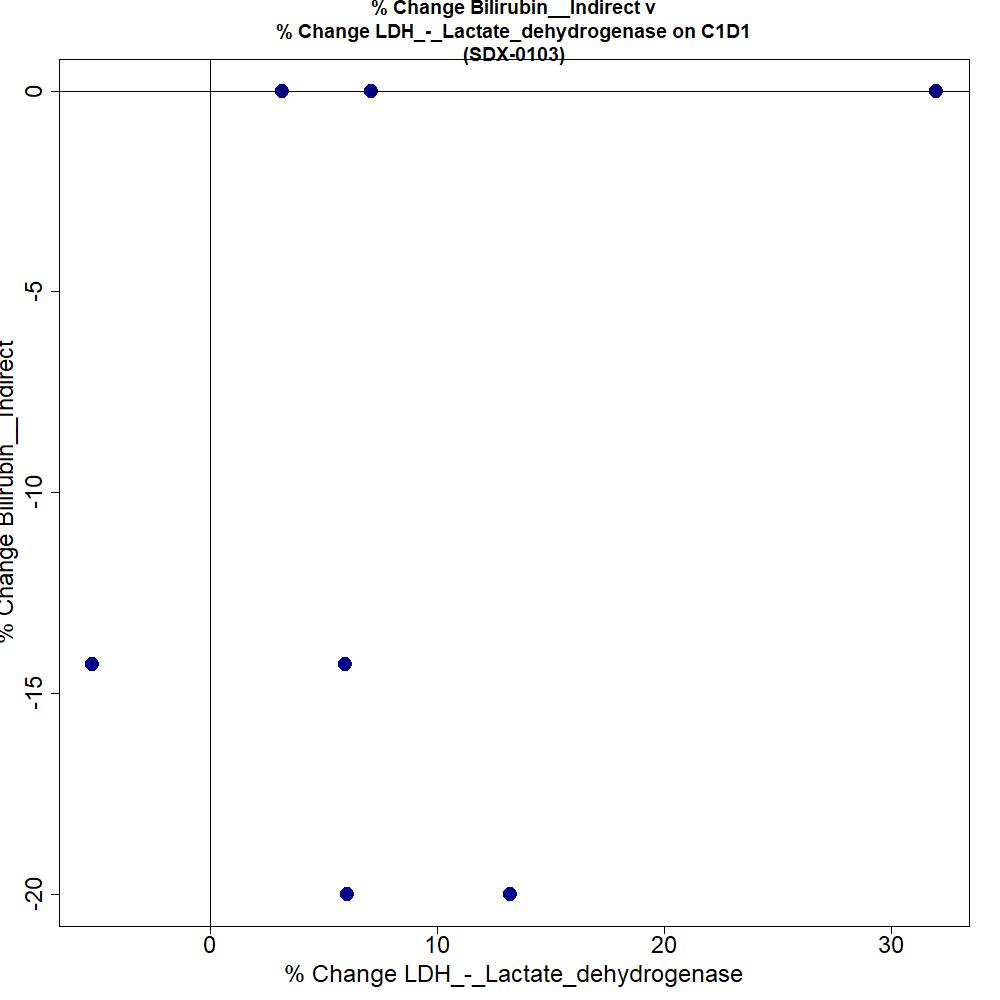 % Change Bilirubin__Indirect v
% Change LDH_-_Lactate_dehydrogenase on C1D1
(SDX-0103)
0
-5
-10
-15
-20
% Change Bilirubin__Indirect
0
10
20
30
% Change LDH_-_Lactate_dehydrogenase